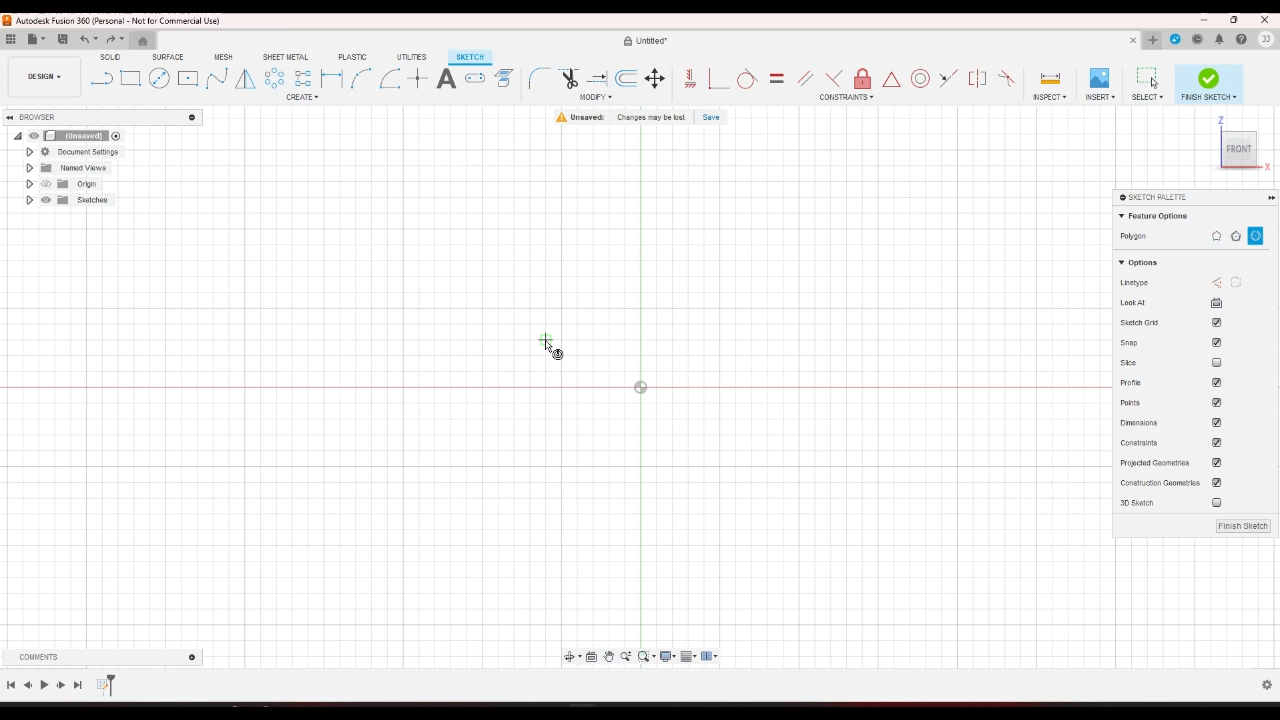 Autodesk Fusion 360 (Personal - Not for Commercial Use)
Untitled*
JJ
SOLID SURFACE MESH SHEET METAL PLASTIC UTILITIES SKETCH
DESIGN
CREATE MODIFY CONSTRAINTS INSPECT INSERT SELECT FINISH SKETCH
BROWSER
Unsaved: Changes may be lost Save
(Unsaved)
Document Settings
Named Views
Origin
Sketches
Z
FRONT
X
SKETCH PALETTE
Feature Options
Polygon
Options
Linetype
Look At
Sketch Grid
Snap
Slice
Profile
Points
Dimensions
Constraints
Projected Geometries
Construction Geometries
3D Sketch
Finish Sketch
COMMENTS